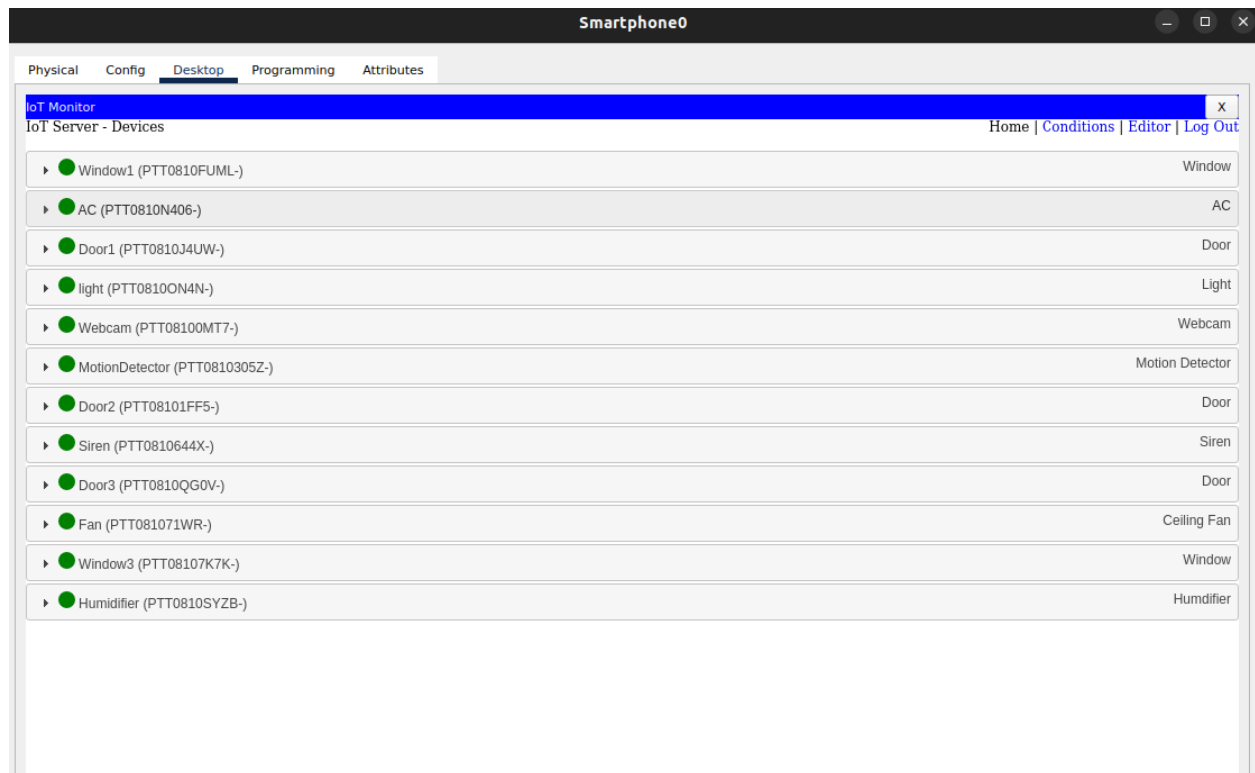 Smartphone0
Physical Config Desktop Programming Attributes
IoT Monitor X
IoT Server - Devices Home | Conditions | Editor | Log Out
Window1 (PTT0810FUML-) Window
AC (PTT0810N406-) AC
Door1 (PTT0810J4UW-) Door
light (PTT0810ON4N-) Light
Webcam (PTT08100MT7-) Webcam
MotionDetector (PTT0810305Z-) Motion Detector
Door2 (PTT08101FF5-) Door
Siren (PTT0810644X-) Siren
Door3 (PTT0810QG0V-) Door
Fan (PTT081071WR-) Ceiling Fan
Window3 (PTT08107K7K-) Window
Humidifier (PTT0810SYZB-) Humdifier